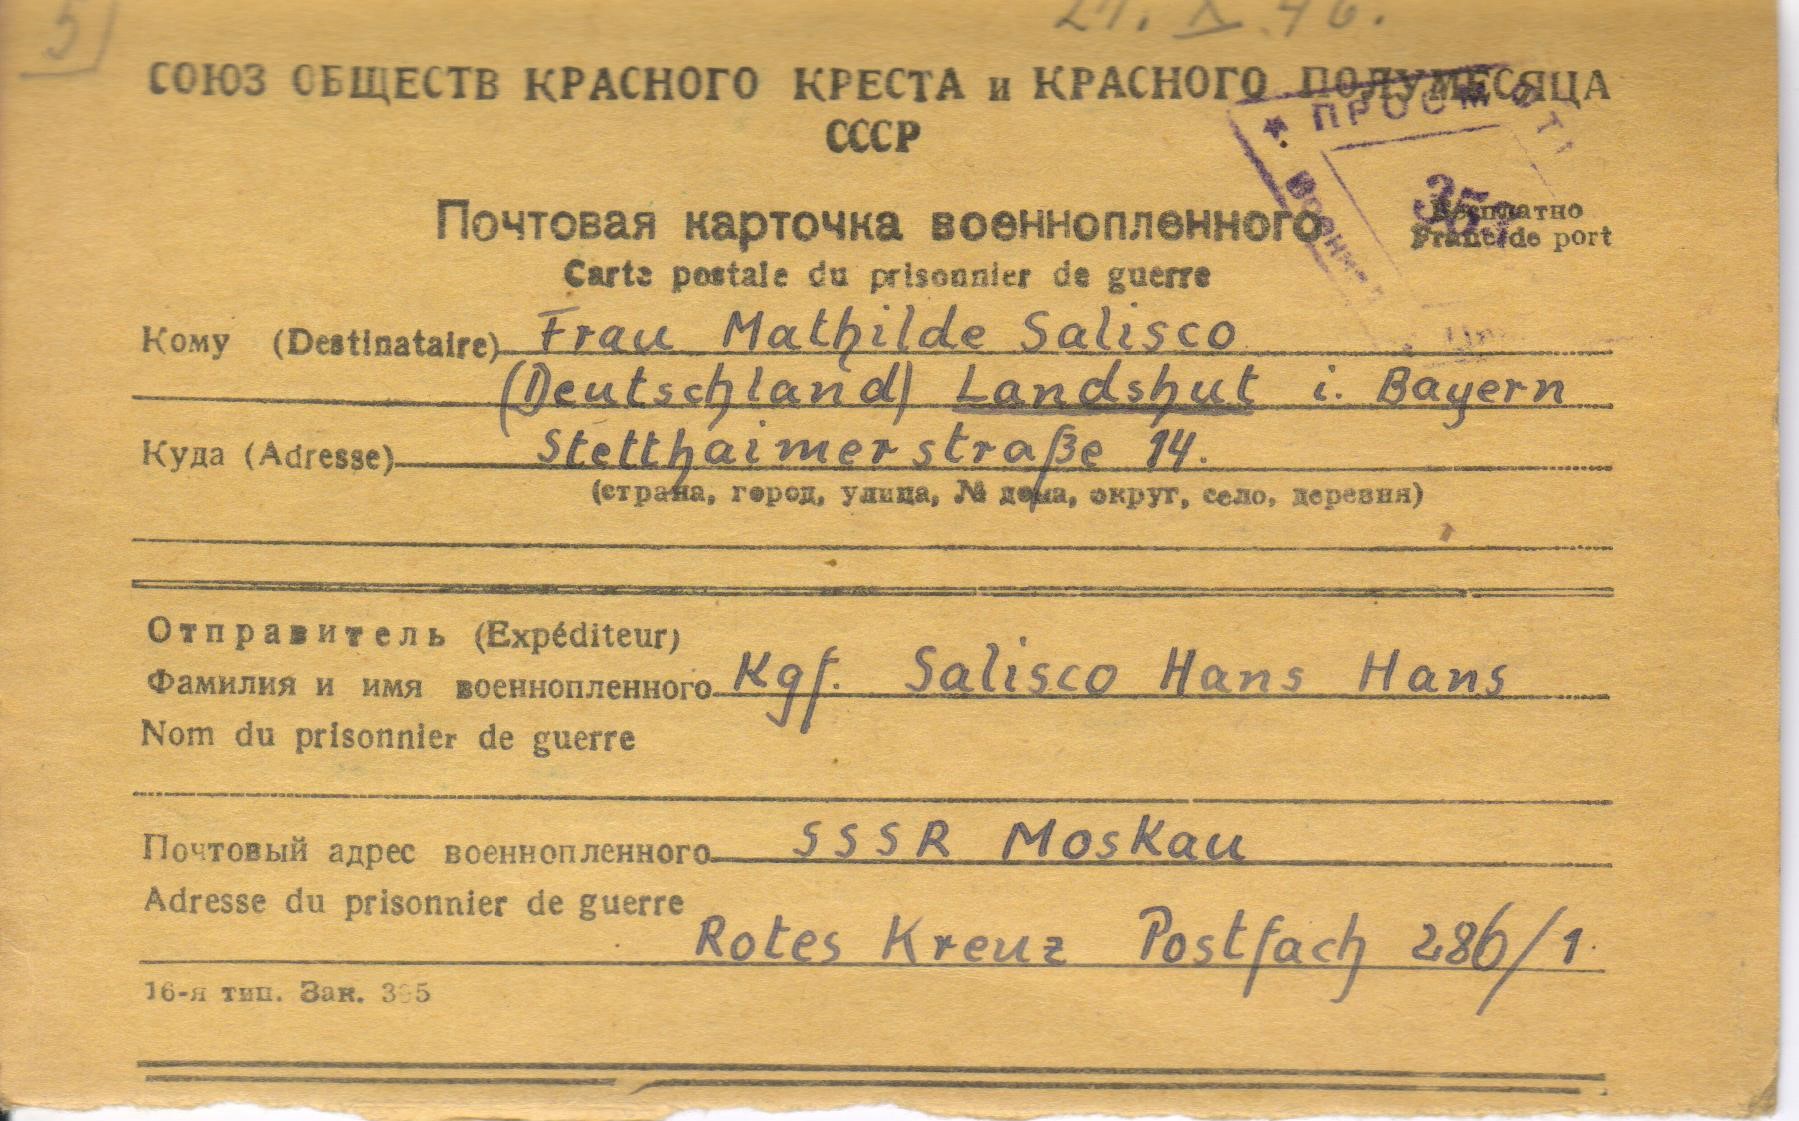 5
27. X. 46.
СОЮЗ ОБЩЕСТВ КРАСНОГО КРЕСТА и КРАСНОГО ПОЛУМЕСЯЦА
СССР
ПРОСМОТ
Военн
Почтовая карточка военнопленного
Бесплатно
Franc de port
Carte postale du prisonnier de guerre
Кому (Destinataire) Frau Mathilde Salisco
(Deutschland) Landshut i. Bayern
Куда (Adresse) Stetthaimerstraße 14.
(страна, город, улица, № дома, округ, село, деревня)
Отправитель (Expéditeur)
Фамилия и имя военнопленного Kgf. Salisco Hans Hans
Nom du prisonnier de guerre
Почтовый адрес военнопленного SSSR Moskau
Adresse du prisonnier de guerre
Rotes Kreuz Postfach 286/1.
16-я тип. Зак. 395